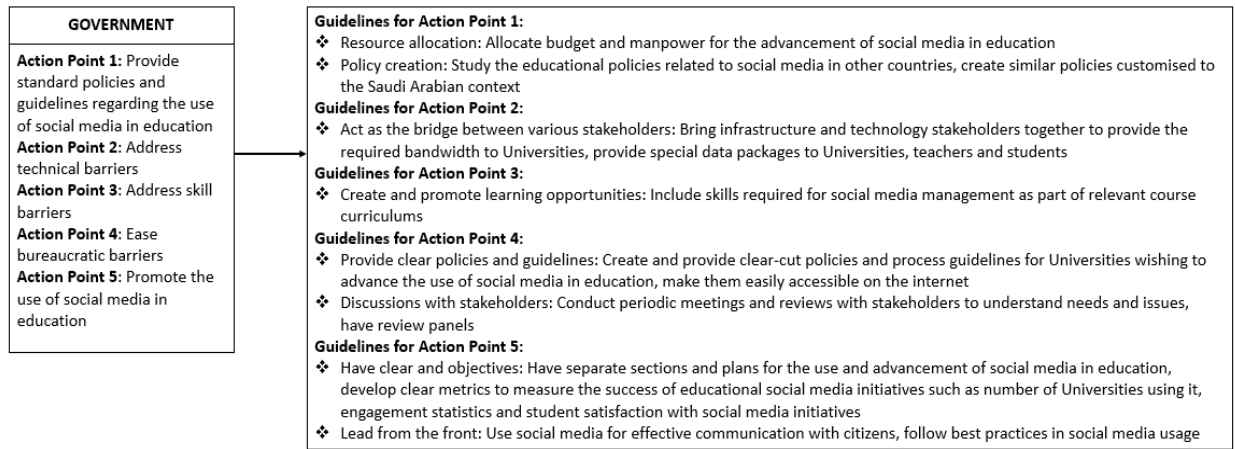 GOVERNMENT
Action Point 1: Provide
standard policies and
guidelines regarding the use
of social media in education
Action Point 2: Address
technical barriers
Action Point 3: Address skill
barriers
Action Point 4: Ease
bureaucratic barriers
Action Point 5: Promote the
use of social media in
education
Guidelines for Action Point 1:
❖ Resource allocation: Allocate budget and manpower for the advancement of social media in education
❖ Policy creation: Study the educational policies related to social media in other countries, create similar policies customised to
the Saudi Arabian context
Guidelines for Action Point 2:
❖ Act as the bridge between various stakeholders: Bring infrastructure and technology stakeholders together to provide the
required bandwidth to Universities, provide special data packages to Universities, teachers and students
Guidelines for Action Point 3:
❖ Create and promote learning opportunities: Include skills required for social media management as part of relevant course
curriculums
Guidelines for Action Point 4:
❖ Provide clear policies and guidelines: Create and provide clear-cut policies and process guidelines for Universities wishing to
advance the use of social media in education, make them easily accessible on the internet
❖ Discussions with stakeholders: Conduct periodic meetings and reviews with stakeholders to understand needs and issues,
have review panels
Guidelines for Action Point 5:
❖ Have clear and objectives: Have separate sections and plans for the use and advancement of social media in education,
develop clear metrics to measure the success of educational social media initiatives such as number of Universities using it,
engagement statistics and student satisfaction with social media initiatives
❖ Lead from the front: Use social media for effective communication with citizens, follow best practices in social media usage